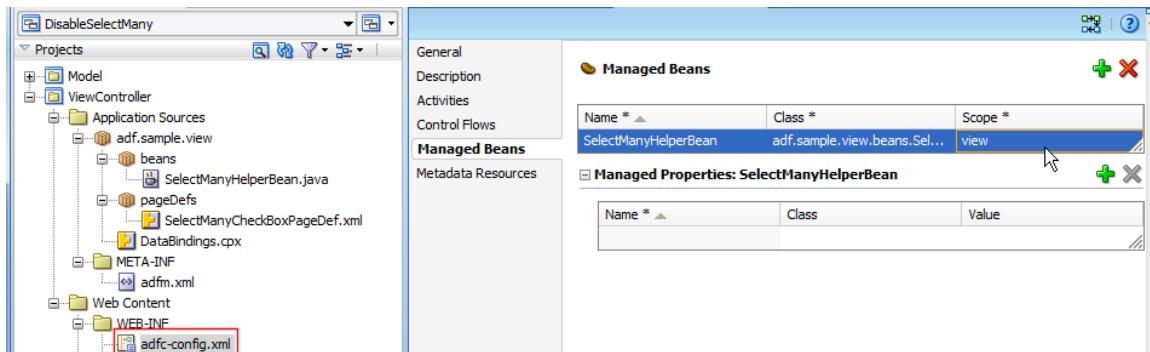 DisableSelectMany
Projects
Model
ViewController
Application Sources
adf.sample.view
beans
SelectManyHelperBean.java
pageDefs
SelectManyCheckBoxPageDef.xml
DataBindings.cpx
META-INF
adfm.xml
Web Content
WEB-INF
adfc-config.xml
General
Description
Activities
Control Flows
Managed Beans
Metadata Resources
Managed Beans
Name * Class * Scope *
SelectManyHelperBean adf.sample.view.beans.Sel... view
Managed Properties: SelectManyHelperBean
Name * Class Value